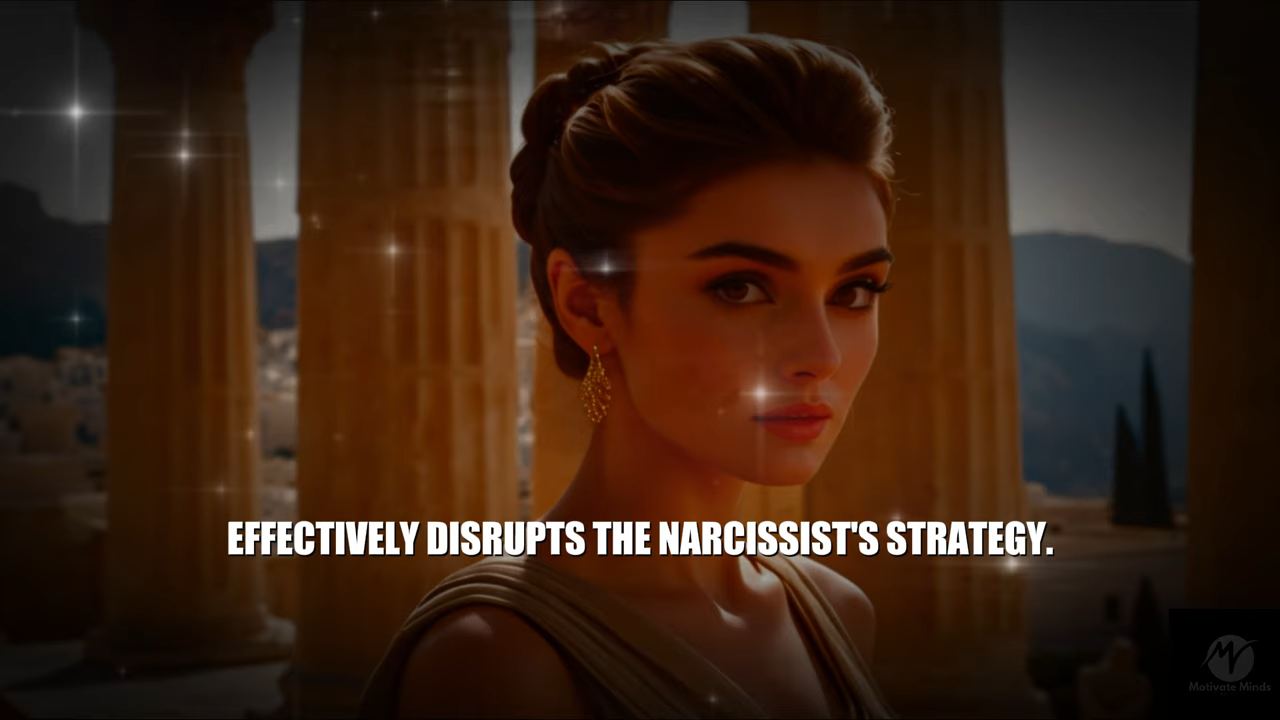 EFFECTIVELY DISRUPTS THE NARCISSIST'S STRATEGY.
Motivate Minds